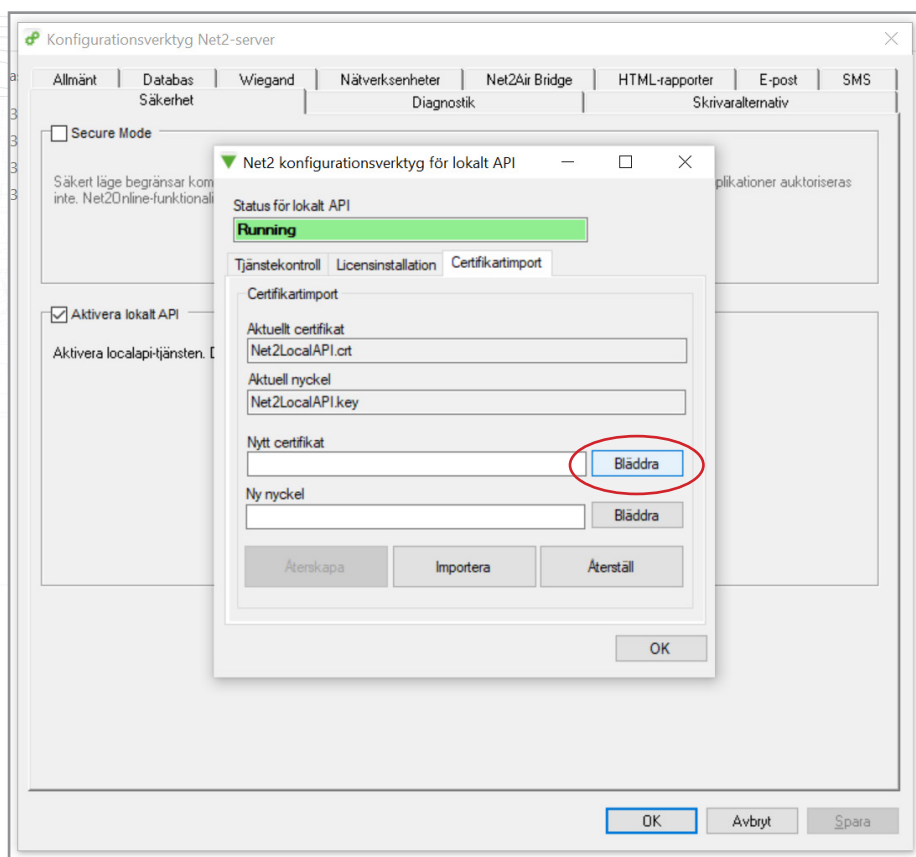 Konfigurationsverktyg Net2-server
Allmänt Databas Wiegand Nätverksenheter Net2Air Bridge HTML-rapporter E-post SMS
Säkerhet Diagnostik Skrivaralternativ
Secure Mode
Säkert läge begränsar kom
plikationer auktoriseras
inte. Net2Online-funktionali
Net2 konfigurationsverktyg för lokalt API
Status för lokalt API
Running
Tjänstekontroll Licensinstallation Certifikartimport
Certifikartimport
Aktuellt certifikat
Net2LocalAPI.crt
Aktuell nyckel
Net2LocalAPI.key
Nytt certifikat
Bläddra
Ny nyckel
Bläddra
Återskapa Importera Återställ
OK
Aktivera lokalt API
Aktivera localapi-tjänsten.
OK Avbryt Spara